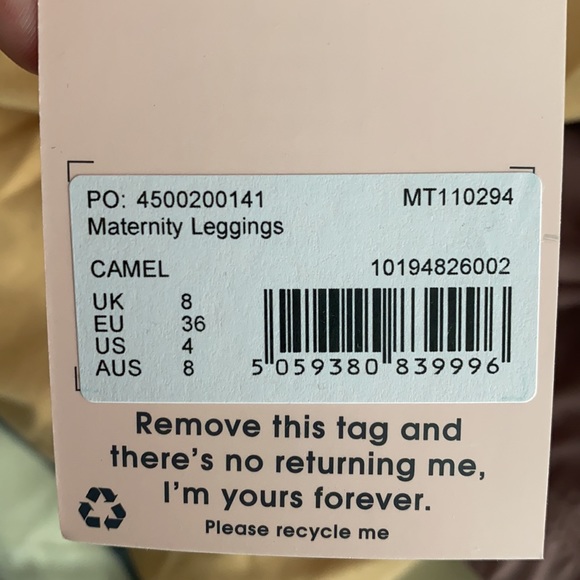 PO: 4500200141 MT110294
Maternity Leggings
CAMEL 10194826002
UK 8
EU 36
US 4
AUS 8
5 059380 839996
Remove this tag and
there's no returning me,
I'm yours forever.
Please recycle me